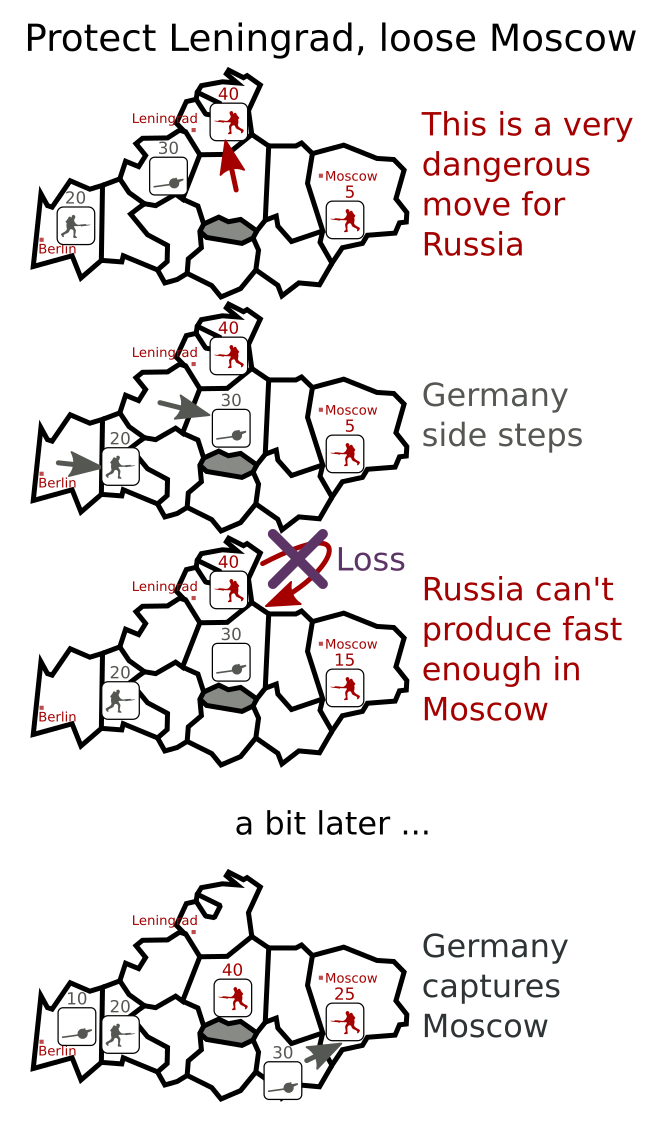 Protect Leningrad, loose Moscow
40
Leningrad
30
20
Berlin
Moscow
5
This is a very
dangerous
move for
Russia
40
Leningrad
30
20
Berlin
Moscow
5
Germany
side steps
40
Loss
Leningrad
30
20
Berlin
Moscow
15
Russia can't
produce fast
enough in
Moscow
a bit later ...
Leningrad
40
10
20
Berlin
Moscow
25
30
Germany
captures
Moscow